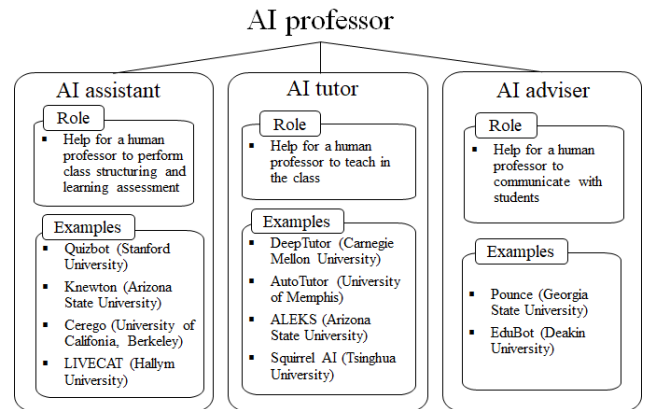 AI professor
AI assistant
Role
▪ Help for a human
professor to perform
class structuring and
learning assessment
Examples
▪ Quizbot (Stanford
University)
▪ Knewton (Arizona
State University)
▪ Cerego (University of
Califonia, Berkeley)
▪ LIVECAT (Hallym
University)
AI tutor
Role
▪ Help for a human
professor to teach in
the class
Examples
▪ DeepTutor (Carnegie
Mellon University)
▪ AutoTutor (University
of Memphis)
▪ ALEKS (Arizona
State University)
▪ Squirrel AI (Tsinghua
University)
AI adviser
Role
▪ Help for a human
professor to
communicate with
students
Examples
▪ Pounce (Georgia
State University)
▪ EduBot (Deakin
University)